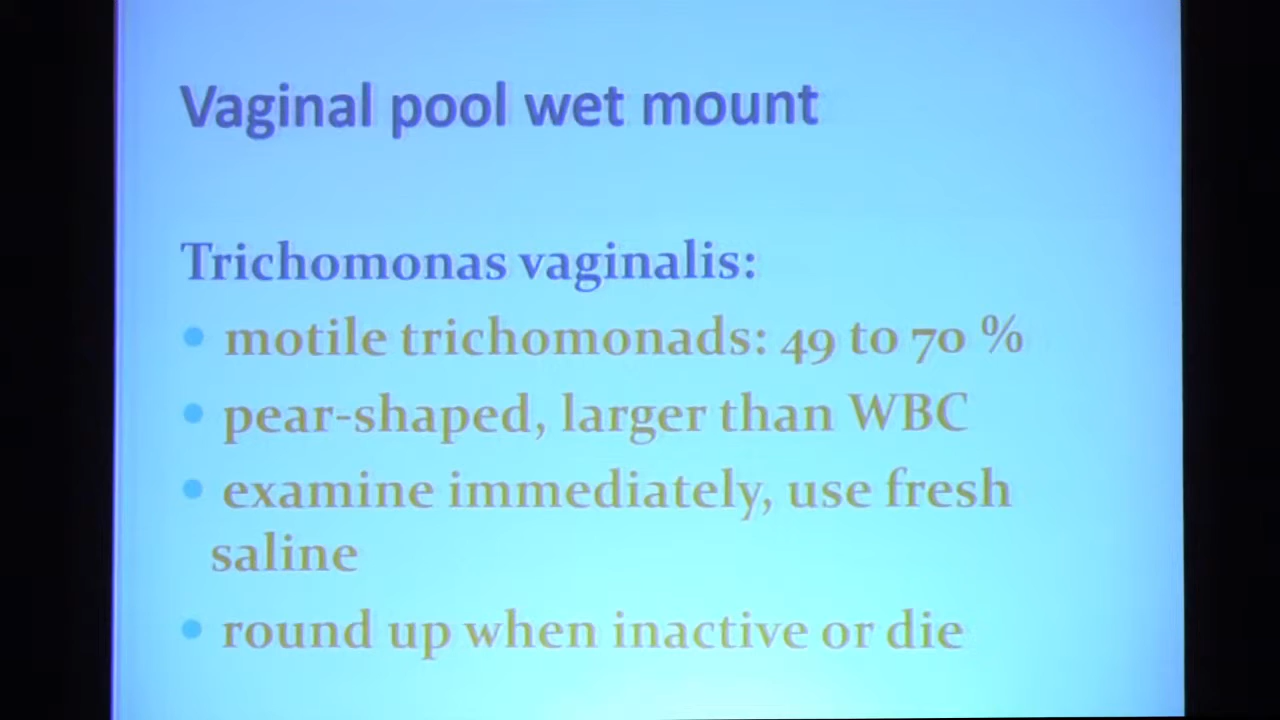 Vaginal pool wet mount
Trichomonas vaginalis:
• motile trichomonads: 49 to 70 %
• pear-shaped, larger than WBC
• examine immediately, use fresh
saline
• round up when inactive or die